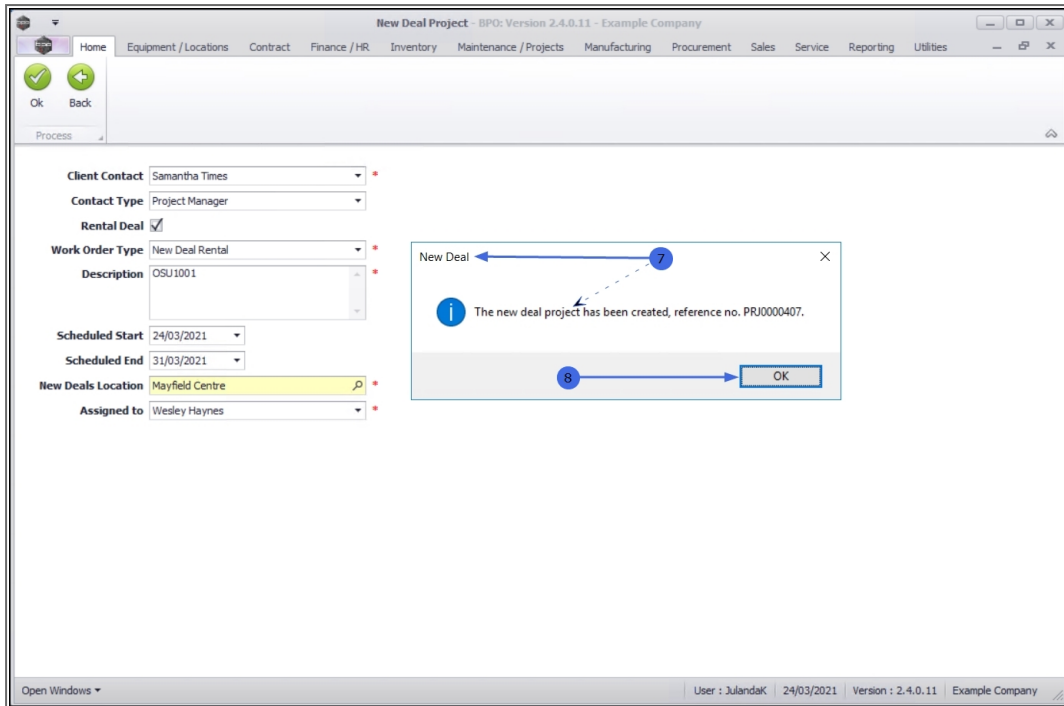 New Deal Project - BPO: Version 2.4.0.11 - Example Company
Home Equipment / Locations Contract Finance / HR Inventory Maintenance / Projects Manufacturing Procurement Sales Service Reporting Utilities
Ok Back
Process
Client Contact Samantha Times *
Contact Type Project Manager
Rental Deal
Work Order Type New Deal Rental *
Description OSU1001 *
Scheduled Start 24/03/2021
Scheduled End 31/03/2021
New Deals Location Mayfield Centre *
Assigned to Wesley Haynes *
New Deal 7
The new deal project has been created, reference no. PRJ0000407.
8 OK
Open Windows User : JulandaK 24/03/2021 Version : 2.4.0.11 Example Company